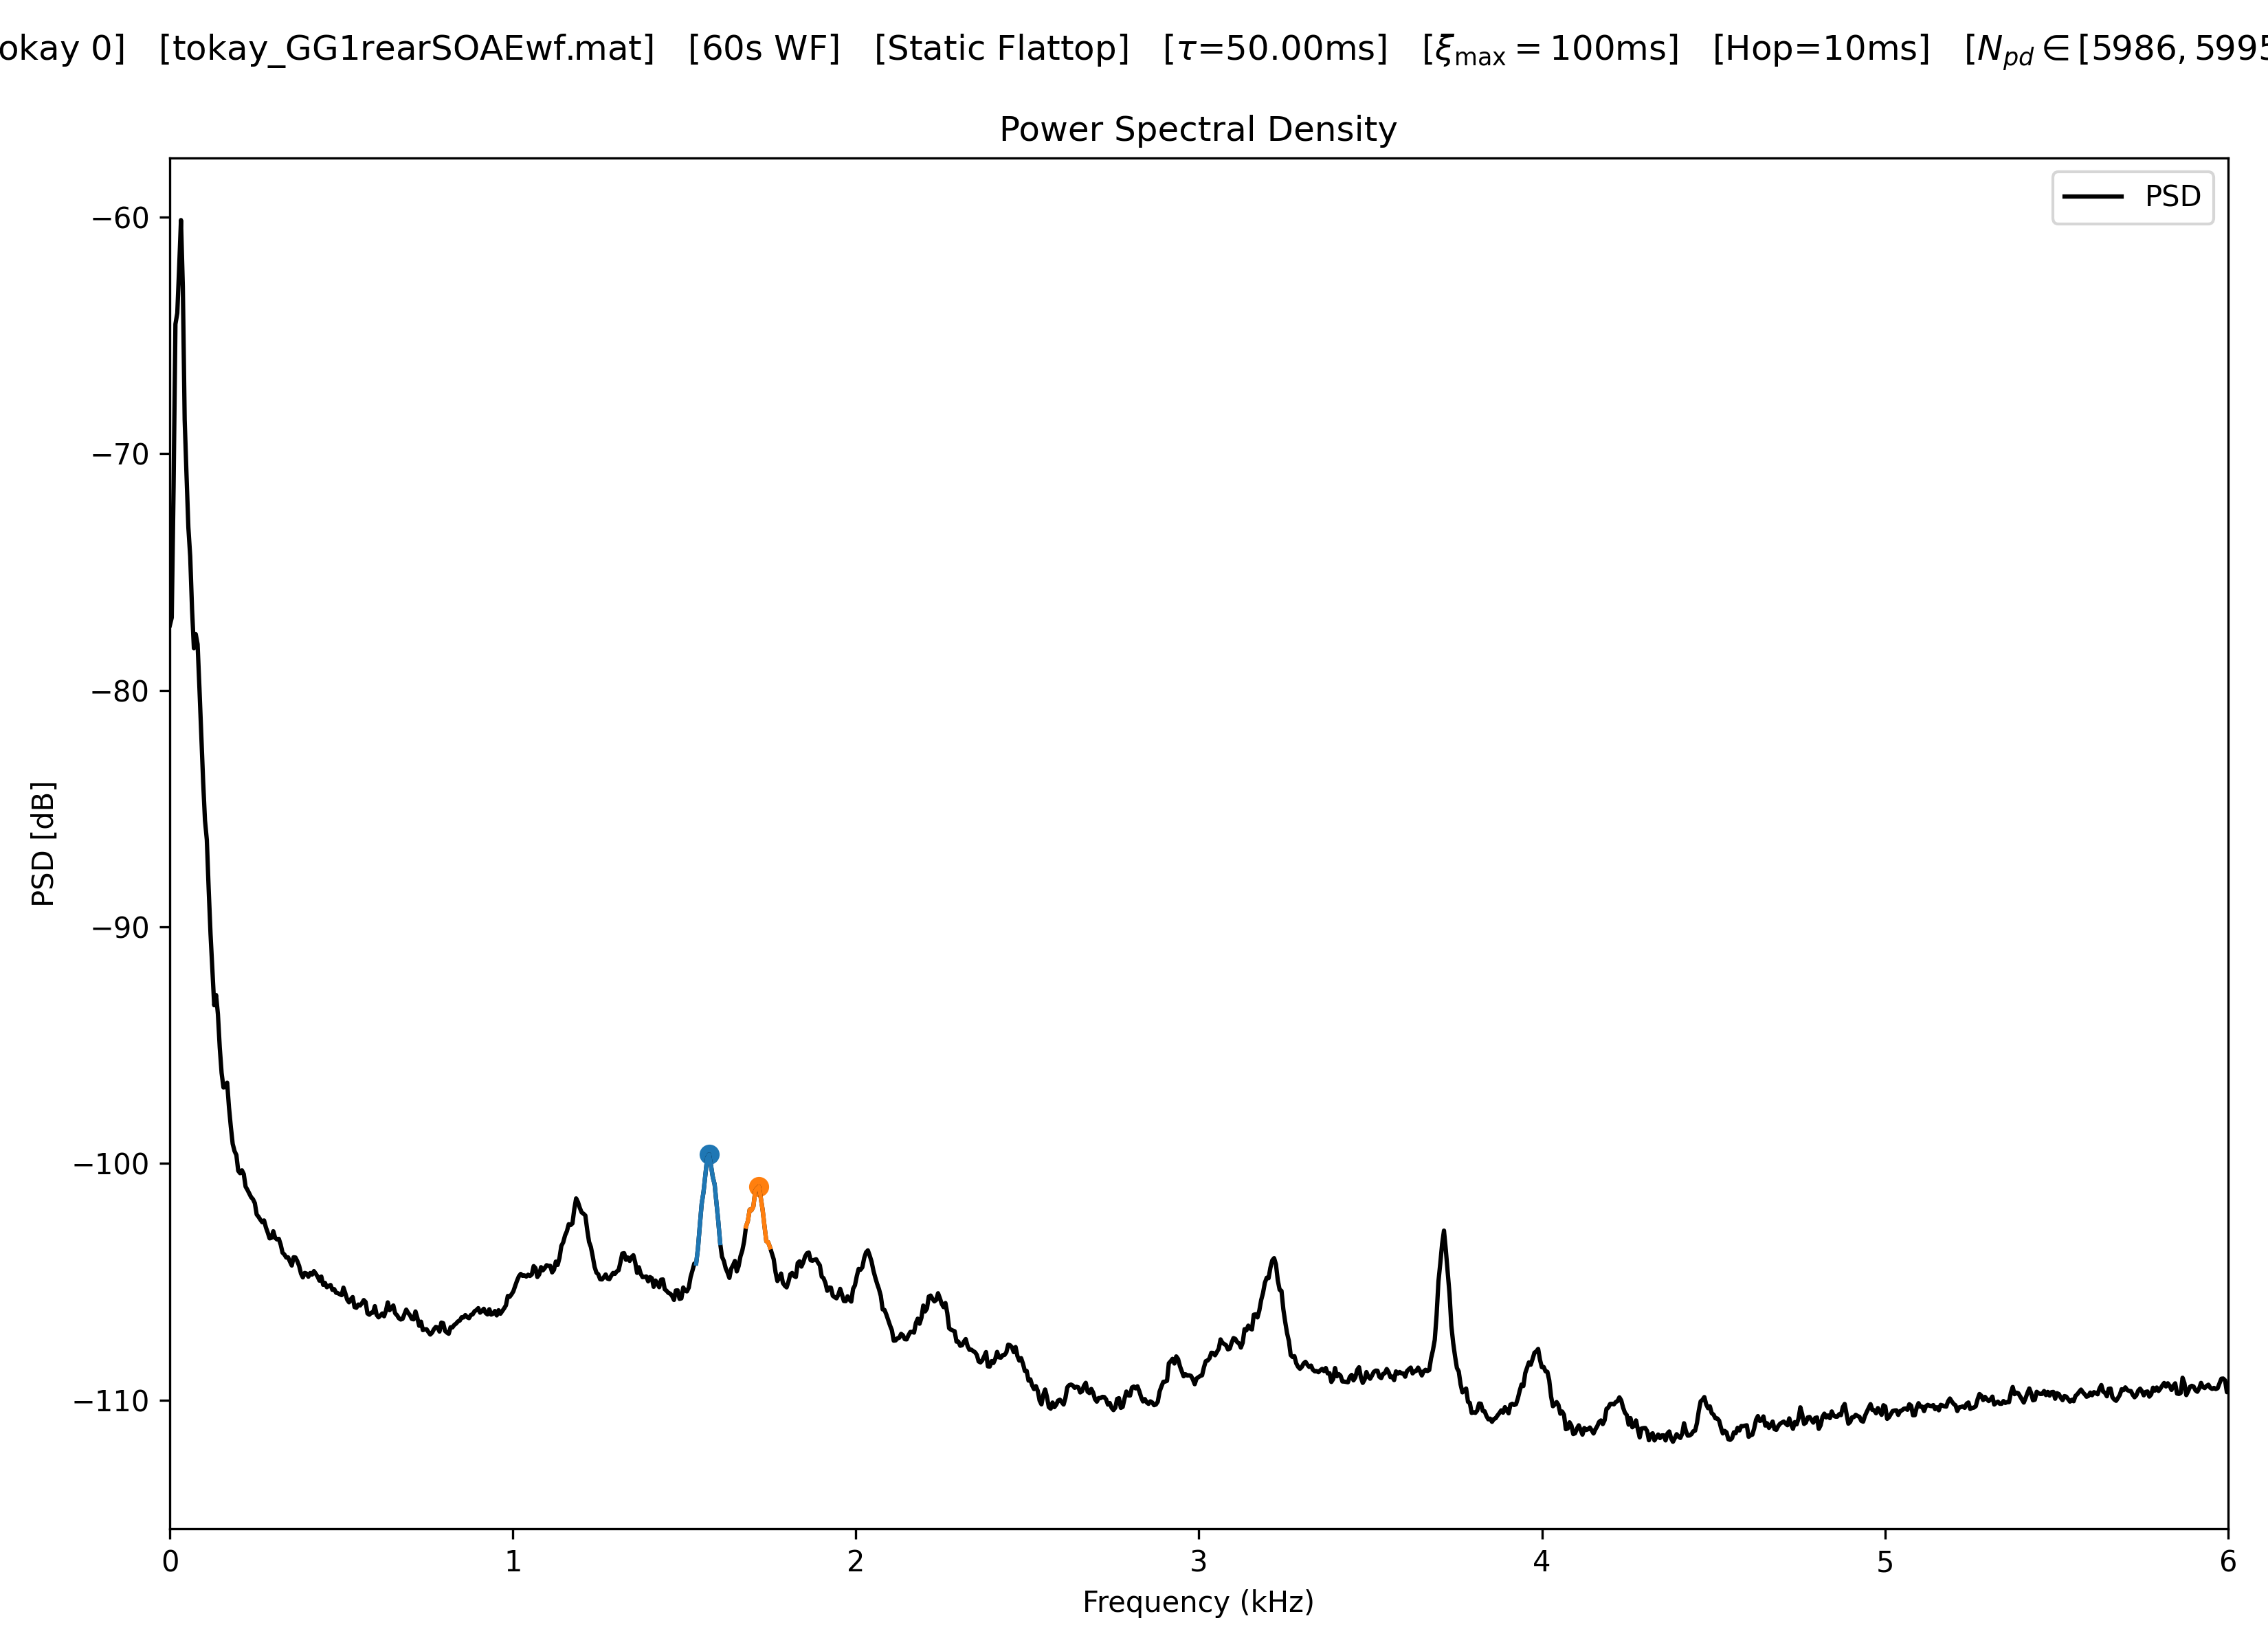 okay 0] [tokay_GG1rearSOAEwf.mat] [60s WF] [Static Flattop] [τ=50.00ms] [ξmax = 100ms] [Hop=10ms] [Npd ∈ [5986, 5995
Power Spectral Density
PSD
−60
−70
−80
−90
−100
−110
PSD [dB]
0 1 2 3 4 5 6
Frequency (kHz)